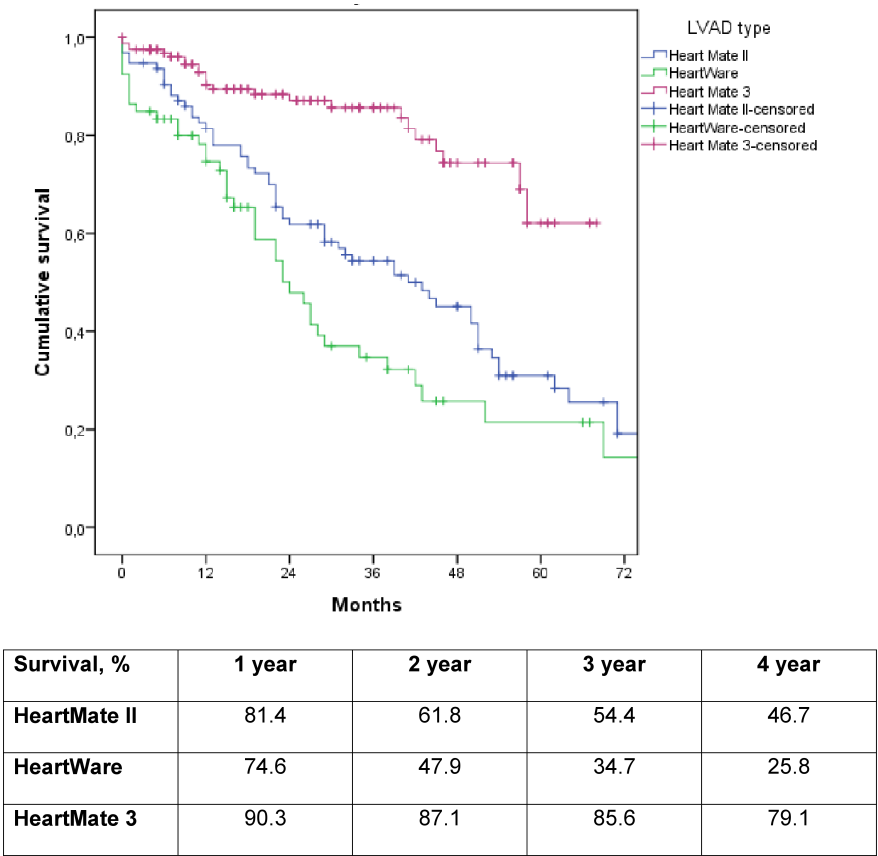 LVAD type
Heart Mate II
HeartWare
Heart Mate 3
Heart Mate II-censored
HeartWare-censored
Heart Mate 3-censored
1,0
0,8
0,6
0,4
0,2
0,0
Cumulative survival
0 12 24 36 48 60 72
Months
Survival, % 1 year 2 year 3 year 4 year
HeartMate II 81.4 61.8 54.4 46.7
HeartWare 74.6 47.9 34.7 25.8
HeartMate 3 90.3 87.1 85.6 79.1